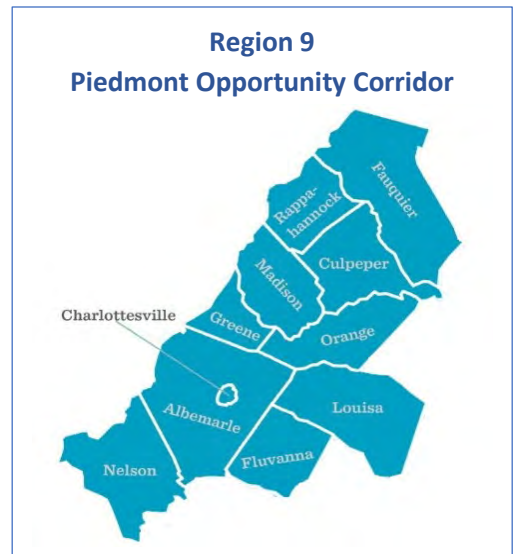 Region 9
Piedmont Opportunity Corridor
Fauquier
Rappa-
hannock
Culpeper
Madison
Charlottesville
Greene
Orange
Albemarle
Louisa
Fluvanna
Nelson